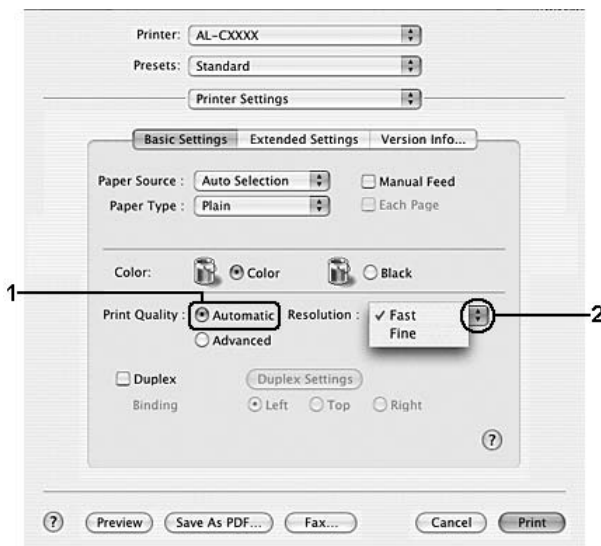 Printer: AL-CXXXX
Presets: Standard
Printer Settings
Basic Settings Extended Settings Version Info...
Paper Source : Auto Selection Manual Feed
Paper Type : Plain Each Page
Color: Color Black
1
Print Quality : Automatic Resolution : ✓ Fast
2
Advanced Fine
Duplex Duplex Settings
Binding Left Top Right
?
? Preview Save As PDF... Fax... Cancel Print